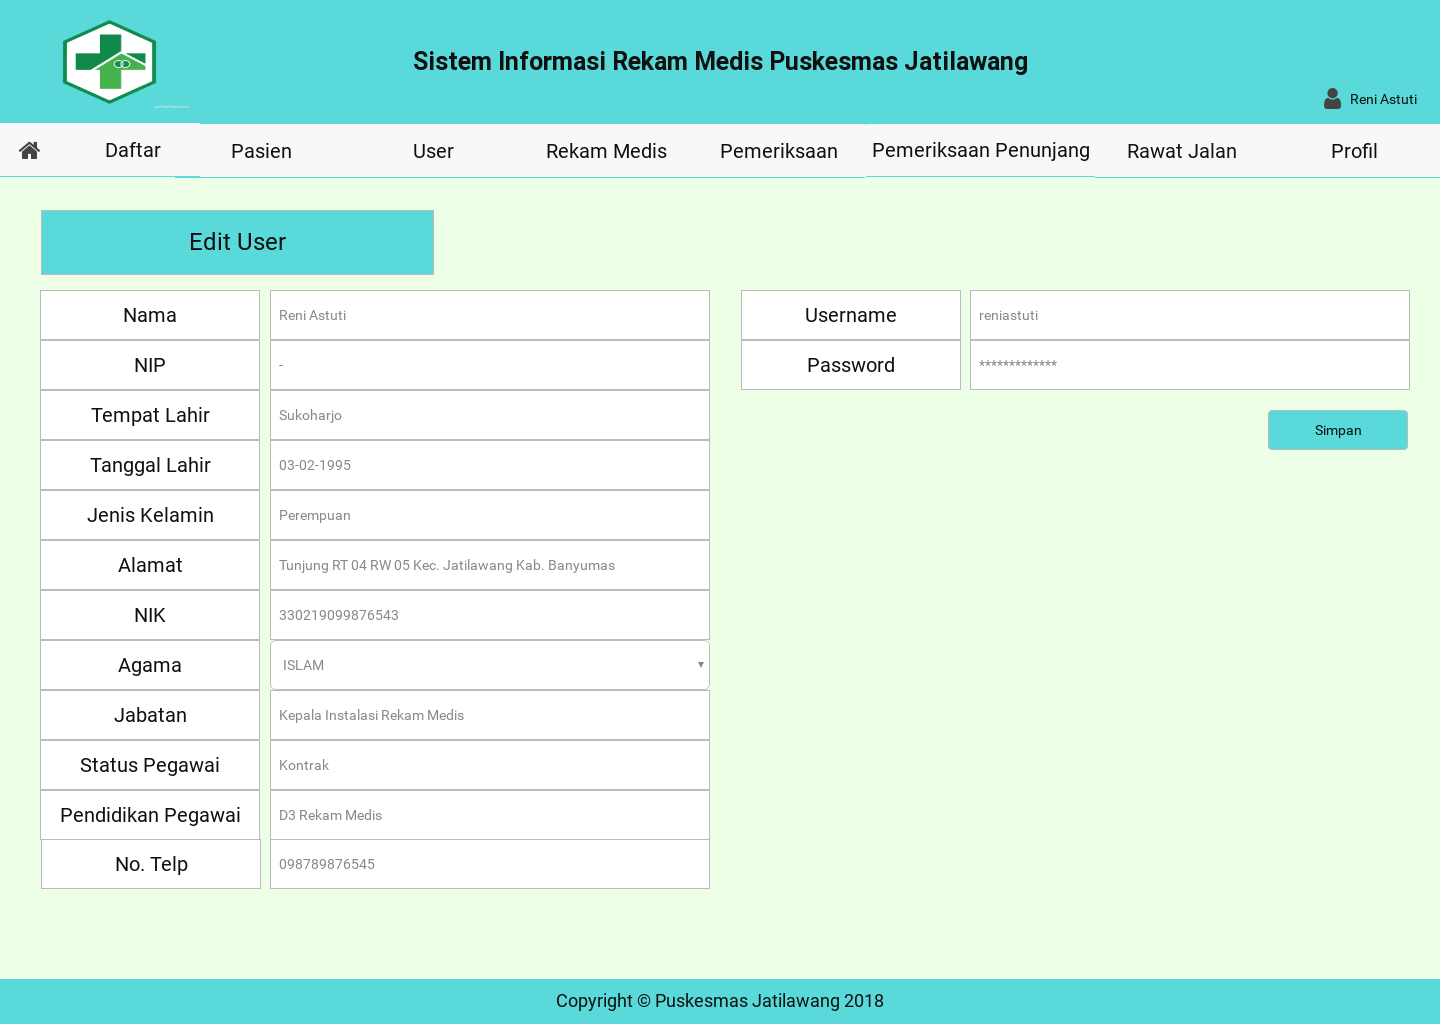 Sistem Informasi Rekam Medis Puskesmas Jatilawang
Reni Astuti
Daftar Pasien User Rekam Medis Pemeriksaan Pemeriksaan Penunjang Rawat Jalan Profil
Edit User
Nama Reni Astuti Username reniastuti
NIP - Password *************
Tempat Lahir Sukoharjo
Simpan
Tanggal Lahir 03-02-1995
Jenis Kelamin Perempuan
Alamat Tunjung RT 04 RW 05 Kec. Jatilawang Kab. Banyumas
NIK 330219099876543
Agama ISLAM
Jabatan Kepala Instalasi Rekam Medis
Status Pegawai Kontrak
Pendidikan Pegawai D3 Rekam Medis
No. Telp 098789876545
Copyright © Puskesmas Jatilawang 2018